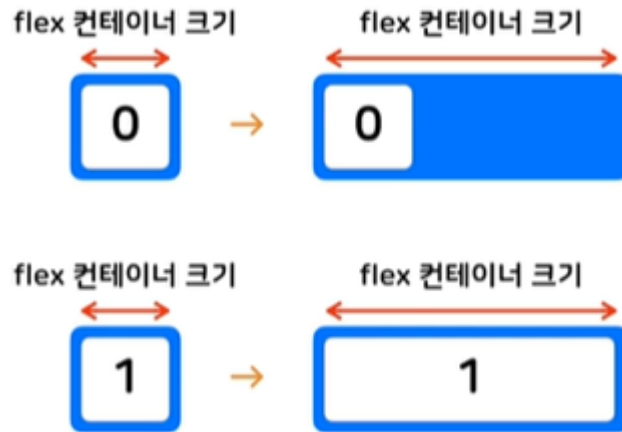 flex 컨테이너 크기 flex 컨테이너 크기
0 → 0
flex 컨테이너 크기 flex 컨테이너 크기
1 → 1